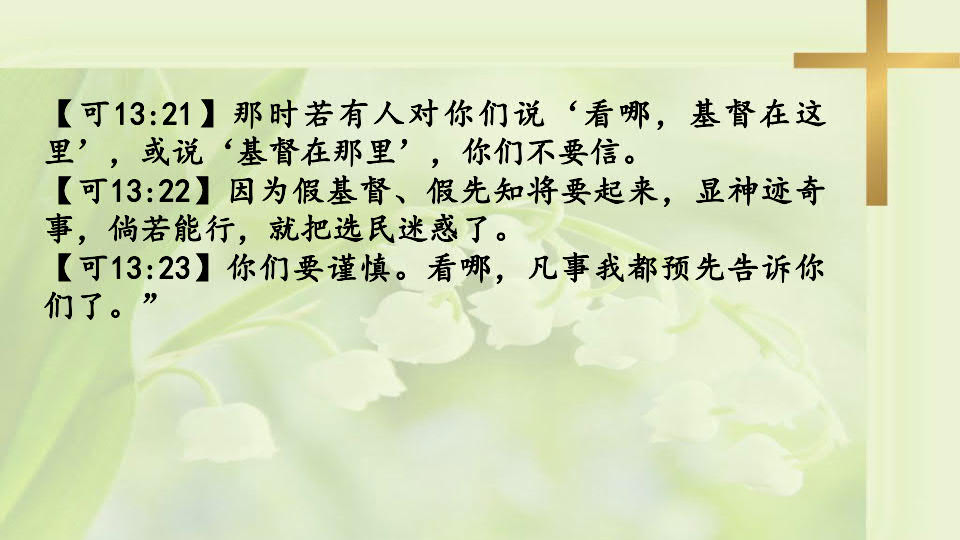 【可13:21】那时若有人对你们说‘看哪，基督在这
里’，或说‘基督在那里’，你们不要信。
【可13:22】因为假基督、假先知将要起来，显神迹奇
事，倘若能行，就把选民迷惑了。
【可13:23】你们要谨慎。看哪，凡事我都预先告诉你
们了。”